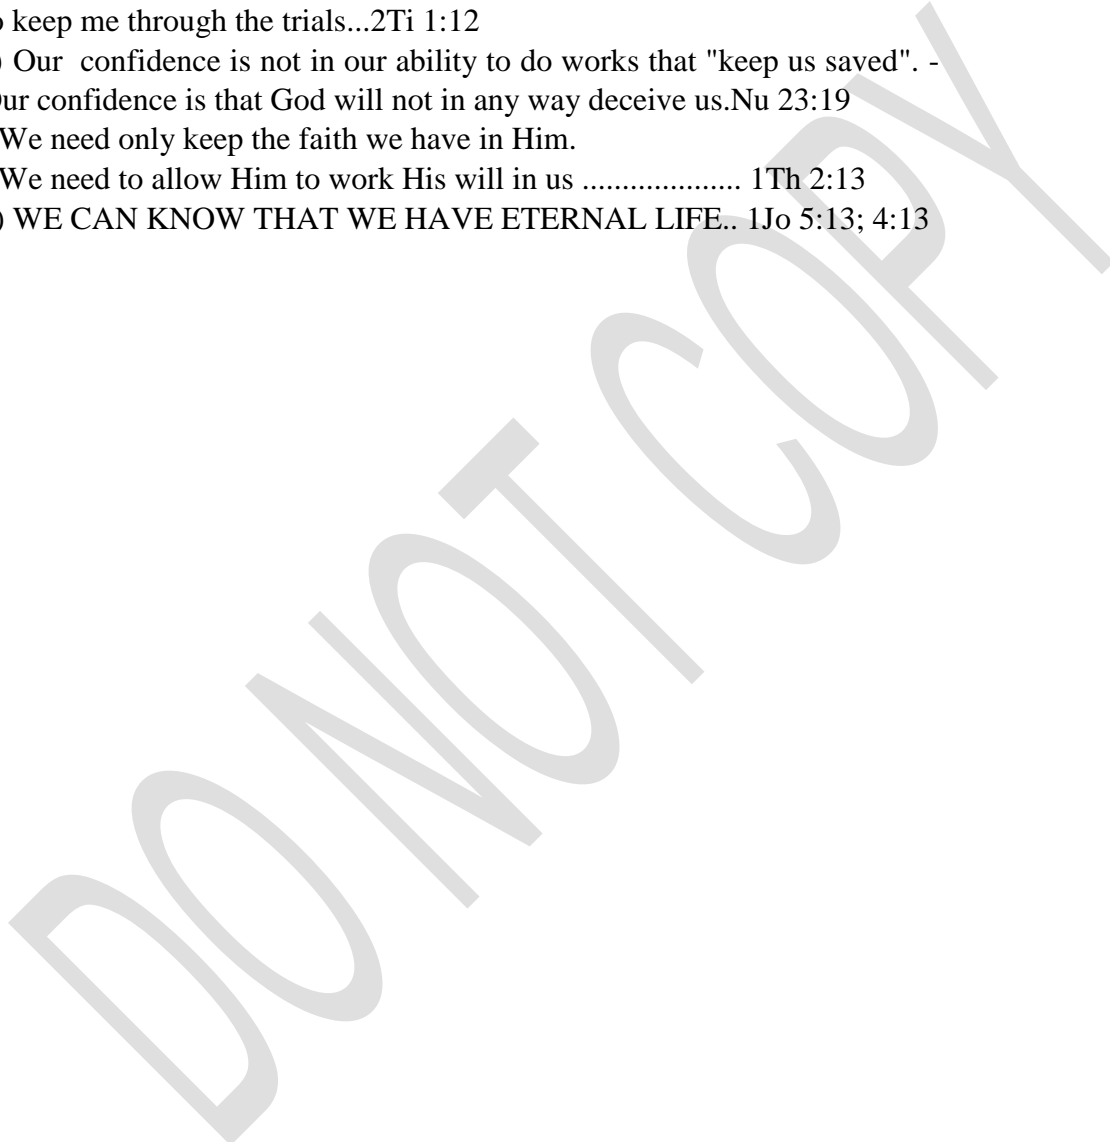 keep me through the trials...2Ti 1:12
) Our confidence is not in our ability to do works that "keep us saved". -
ur confidence is that God will not in any way deceive us.Nu 23:19
We need only keep the faith we have in Him.
We need to allow Him to work His will in us .................... 1Th 2:13
) WE CAN KNOW THAT WE HAVE ETERNAL LIFE.. 1Jo 5:13; 4:13
DO NOT COPY